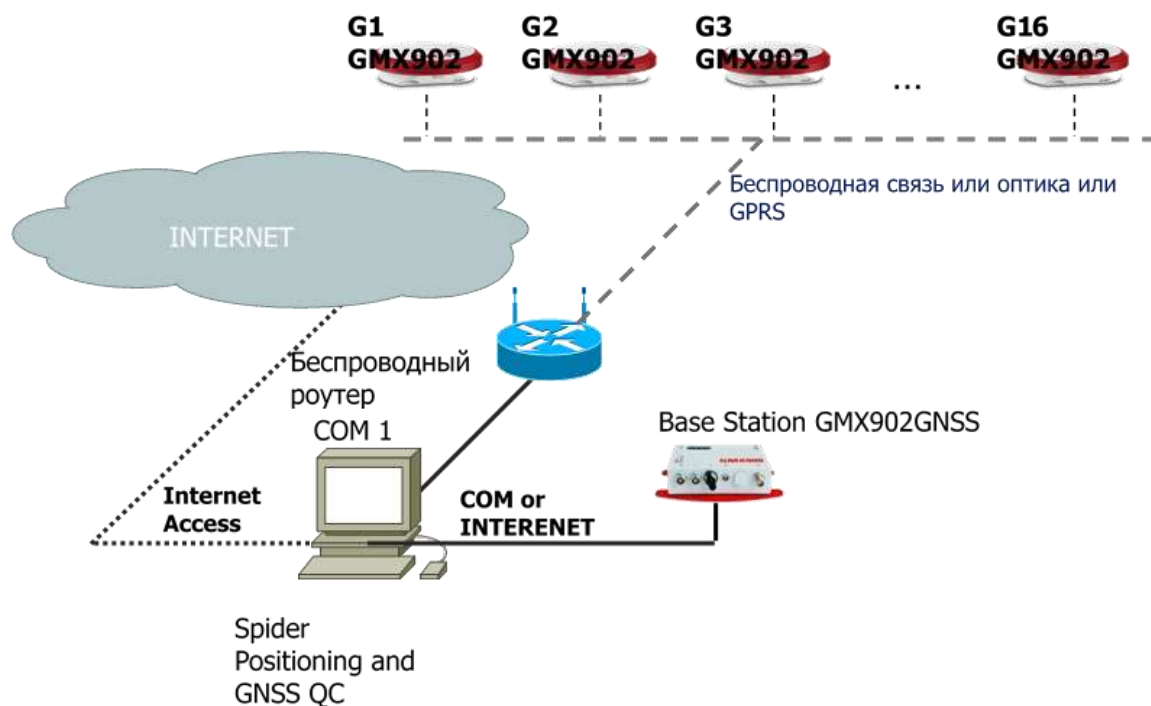 G1
GMX902
G2
GMX902
G3
GMX902
G16
GMX902
...
Беспроводная связь или оптика или
GPRS
INTERNET
Беспроводный
роутер
COM 1
Base Station GMX902GNSS
Internet
Access
COM or
INTERENET
Spider
Positioning and
GNSS QC